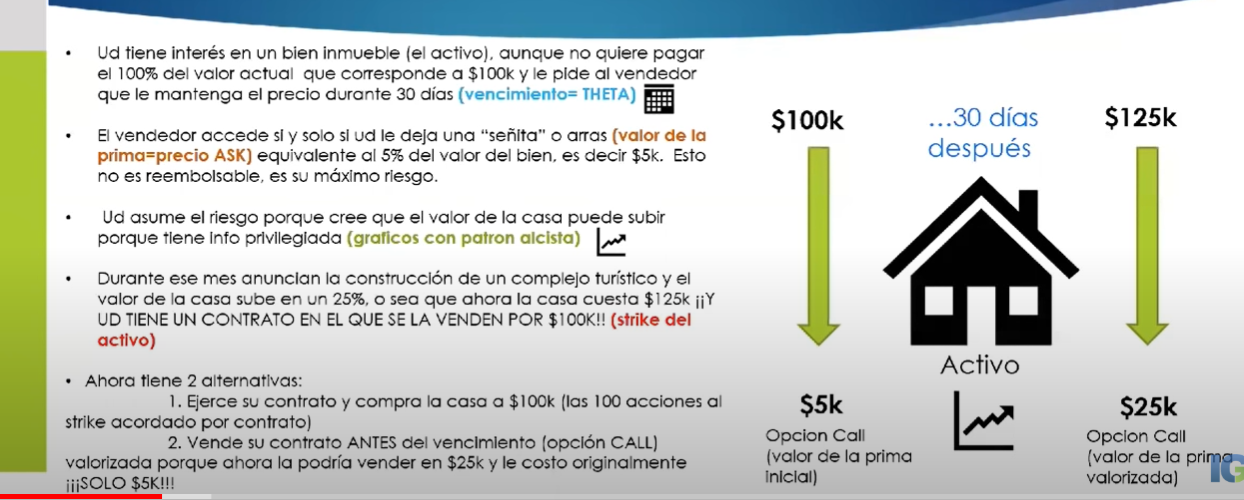 • Ud tiene interés en un bien inmueble (el activo), aunque no quiere pagar
el 100% del valor actual que corresponde a $100k y le pide al vendedor
que le mantenga el precio durante 30 días (vencimiento= THETA)
• El vendedor accede si y solo si ud le deja una “señita” o arras (valor de la
prima=precio ASK) equivalente al 5% del valor del bien, es decir $5k. Esto
no es reembolsable, es su máximo riesgo.
• Ud asume el riesgo porque cree que el valor de la casa puede subir
porque tiene info privilegiada (graficos con patron alcista)
• Durante ese mes anuncian la construcción de un complejo turístico y el
valor de la casa sube en un 25%, o sea que ahora la casa cuesta $125k ¡¡Y
UD TIENE UN CONTRATO EN EL QUE SE LA VENDEN POR $100K!! (strike del
activo)
• Ahora tiene 2 alternativas:
1. Ejerce su contrato y compra la casa a $100k (las 100 acciones al
strike acordado por contrato)
2. Vende su contrato ANTES del vencimiento (opción CALL)
valorizada porque ahora la podría vender en $25k y le costo originalmente
¡¡¡SOLO $5K!!!
$100k
...30 días
después
$125k
Activo
$5k
Opcion Call
(valor de la prima
inicial)
$25k
Opcion Call
(valor de la prima
valorizada)
IG